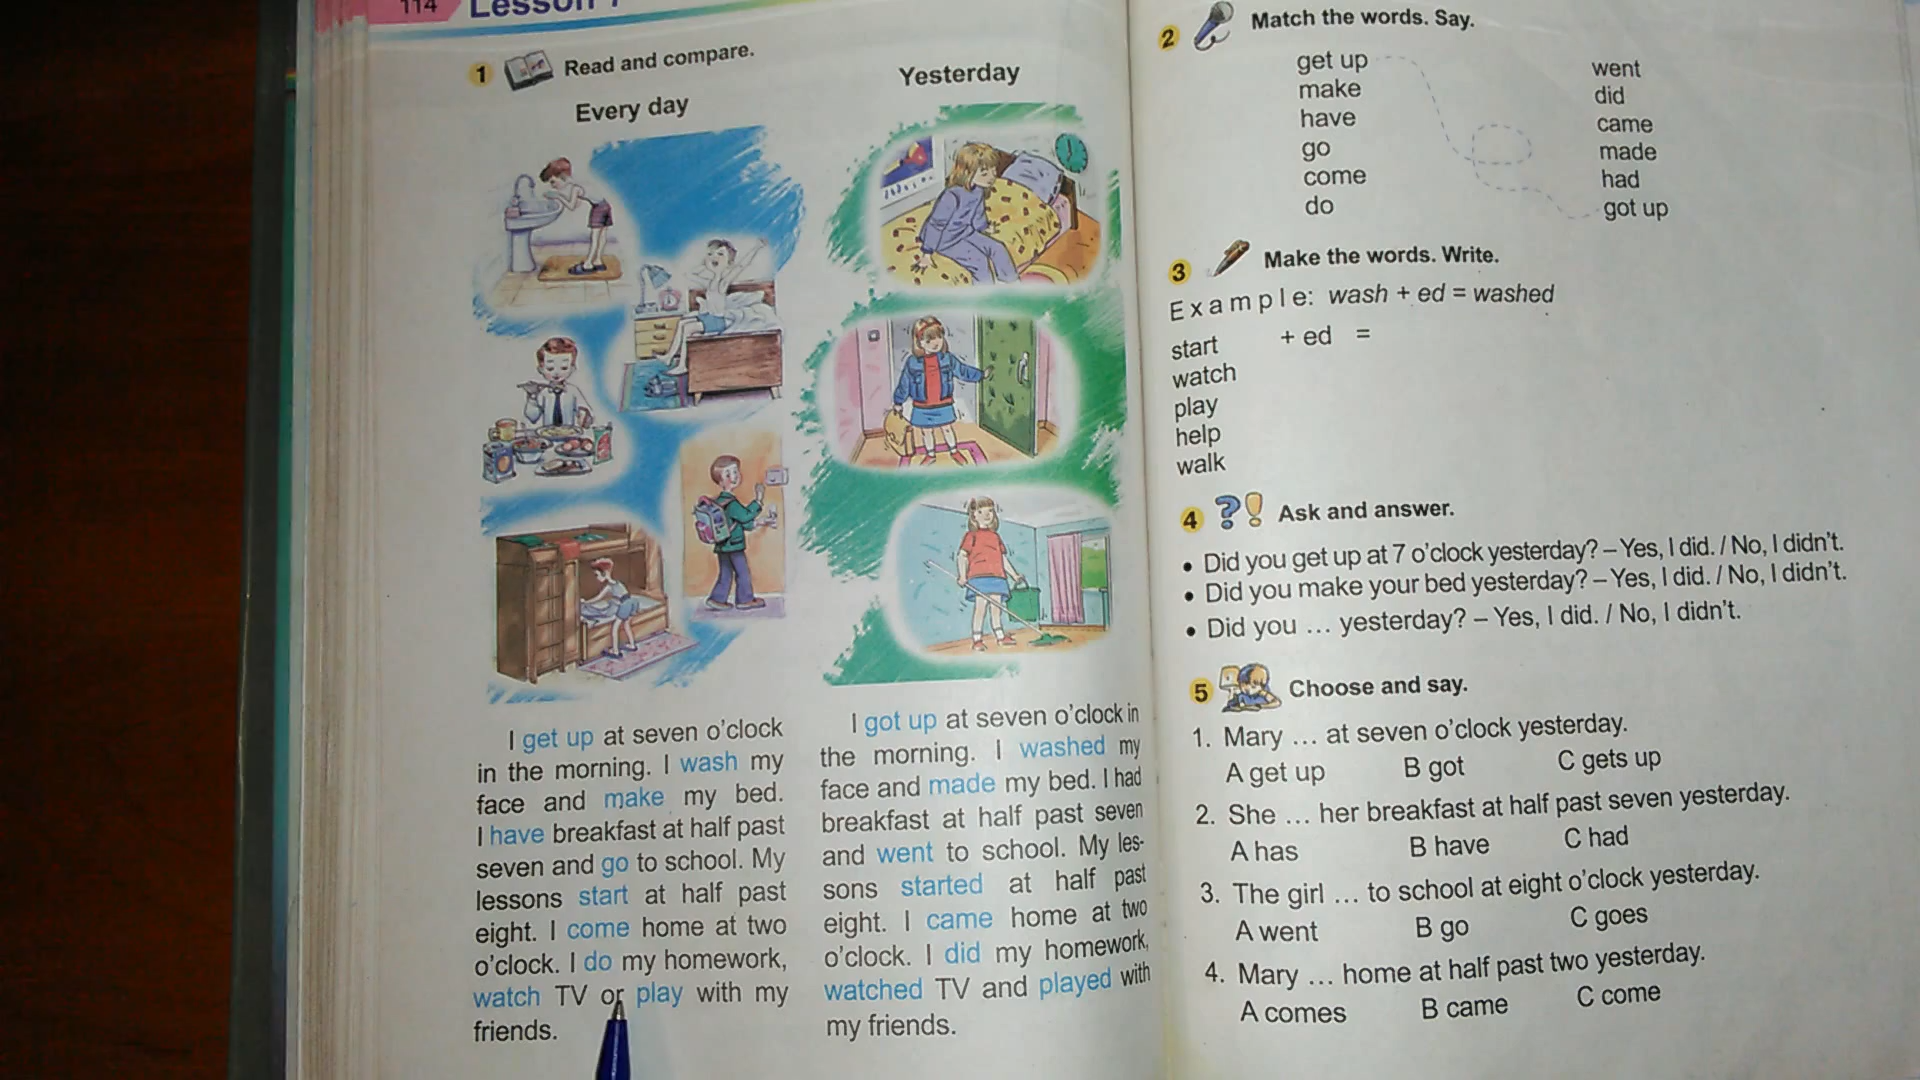 114
Lesson
1 Read and compare.
Every day
Yesterday
I get up at seven o'clock
in the morning. I wash my
face and make my bed.
I have breakfast at half past
seven and go to school. My
lessons start at half past
eight. I come home at two
o'clock. I do my homework,
watch TV or play with my
friends.
I got up at seven o'clock in
the morning. I washed my
face and made my bed. I had
breakfast at half past seven
and went to school. My les-
sons started at half past
eight. I came home at two
o'clock. I did my homework,
watched TV and played with
my friends.
2 Match the words. Say.
get up
make
have
go
come
do
went
did
came
made
had
got up
3 Make the words. Write.
Example: wash + ed = washed
start + ed =
watch
play
help
walk
4 ?! Ask and answer.
• Did you get up at 7 o'clock yesterday? – Yes, I did. / No, I didn't.
• Did you make your bed yesterday? – Yes, I did. / No, I didn't.
• Did you ... yesterday? – Yes, I did. / No, I didn't.
5 Choose and say.
1. Mary ... at seven o'clock yesterday.
A get up B got C gets up
2. She ... her breakfast at half past seven yesterday.
A has B have C had
3. The girl ... to school at eight o'clock yesterday.
A went B go C goes
4. Mary ... home at half past two yesterday.
A comes B came C come